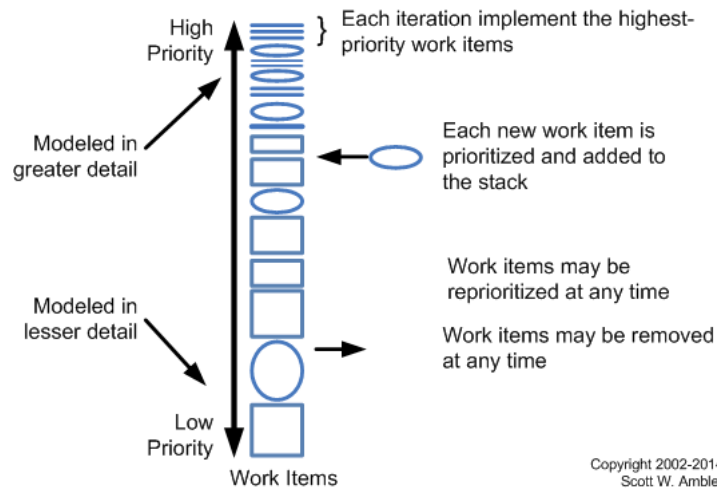 High
Priority
Each iteration implement the highest-
priority work items
Modeled in
greater detail
Each new work item is
prioritized and added to
the stack
Work items may be
reprioritized at any time
Modeled in
lesser detail
Work items may be removed
at any time
Low
Priority
Work Items
Copyright 2002-2014
Scott W. Amble